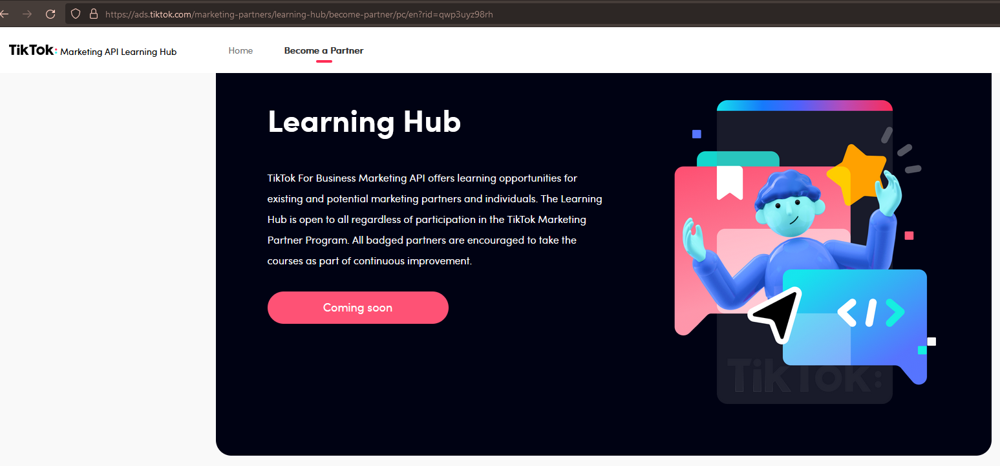 https://ads.tiktok.com/marketing-partners/learning-hub/become-partner/pc/en?rid=qwp3uyz98rh
TikTok: Marketing API Learning Hub Home Become a Partner
Learning Hub
TikTok For Business Marketing API offers learning opportunities for
existing and potential marketing partners and individuals. The Learning
Hub is open to all regardless of participation in the TikTok Marketing
Partner Program. All badged partners are encouraged to take the
courses as part of continuous improvement.
Coming soon
</>
TikTok: